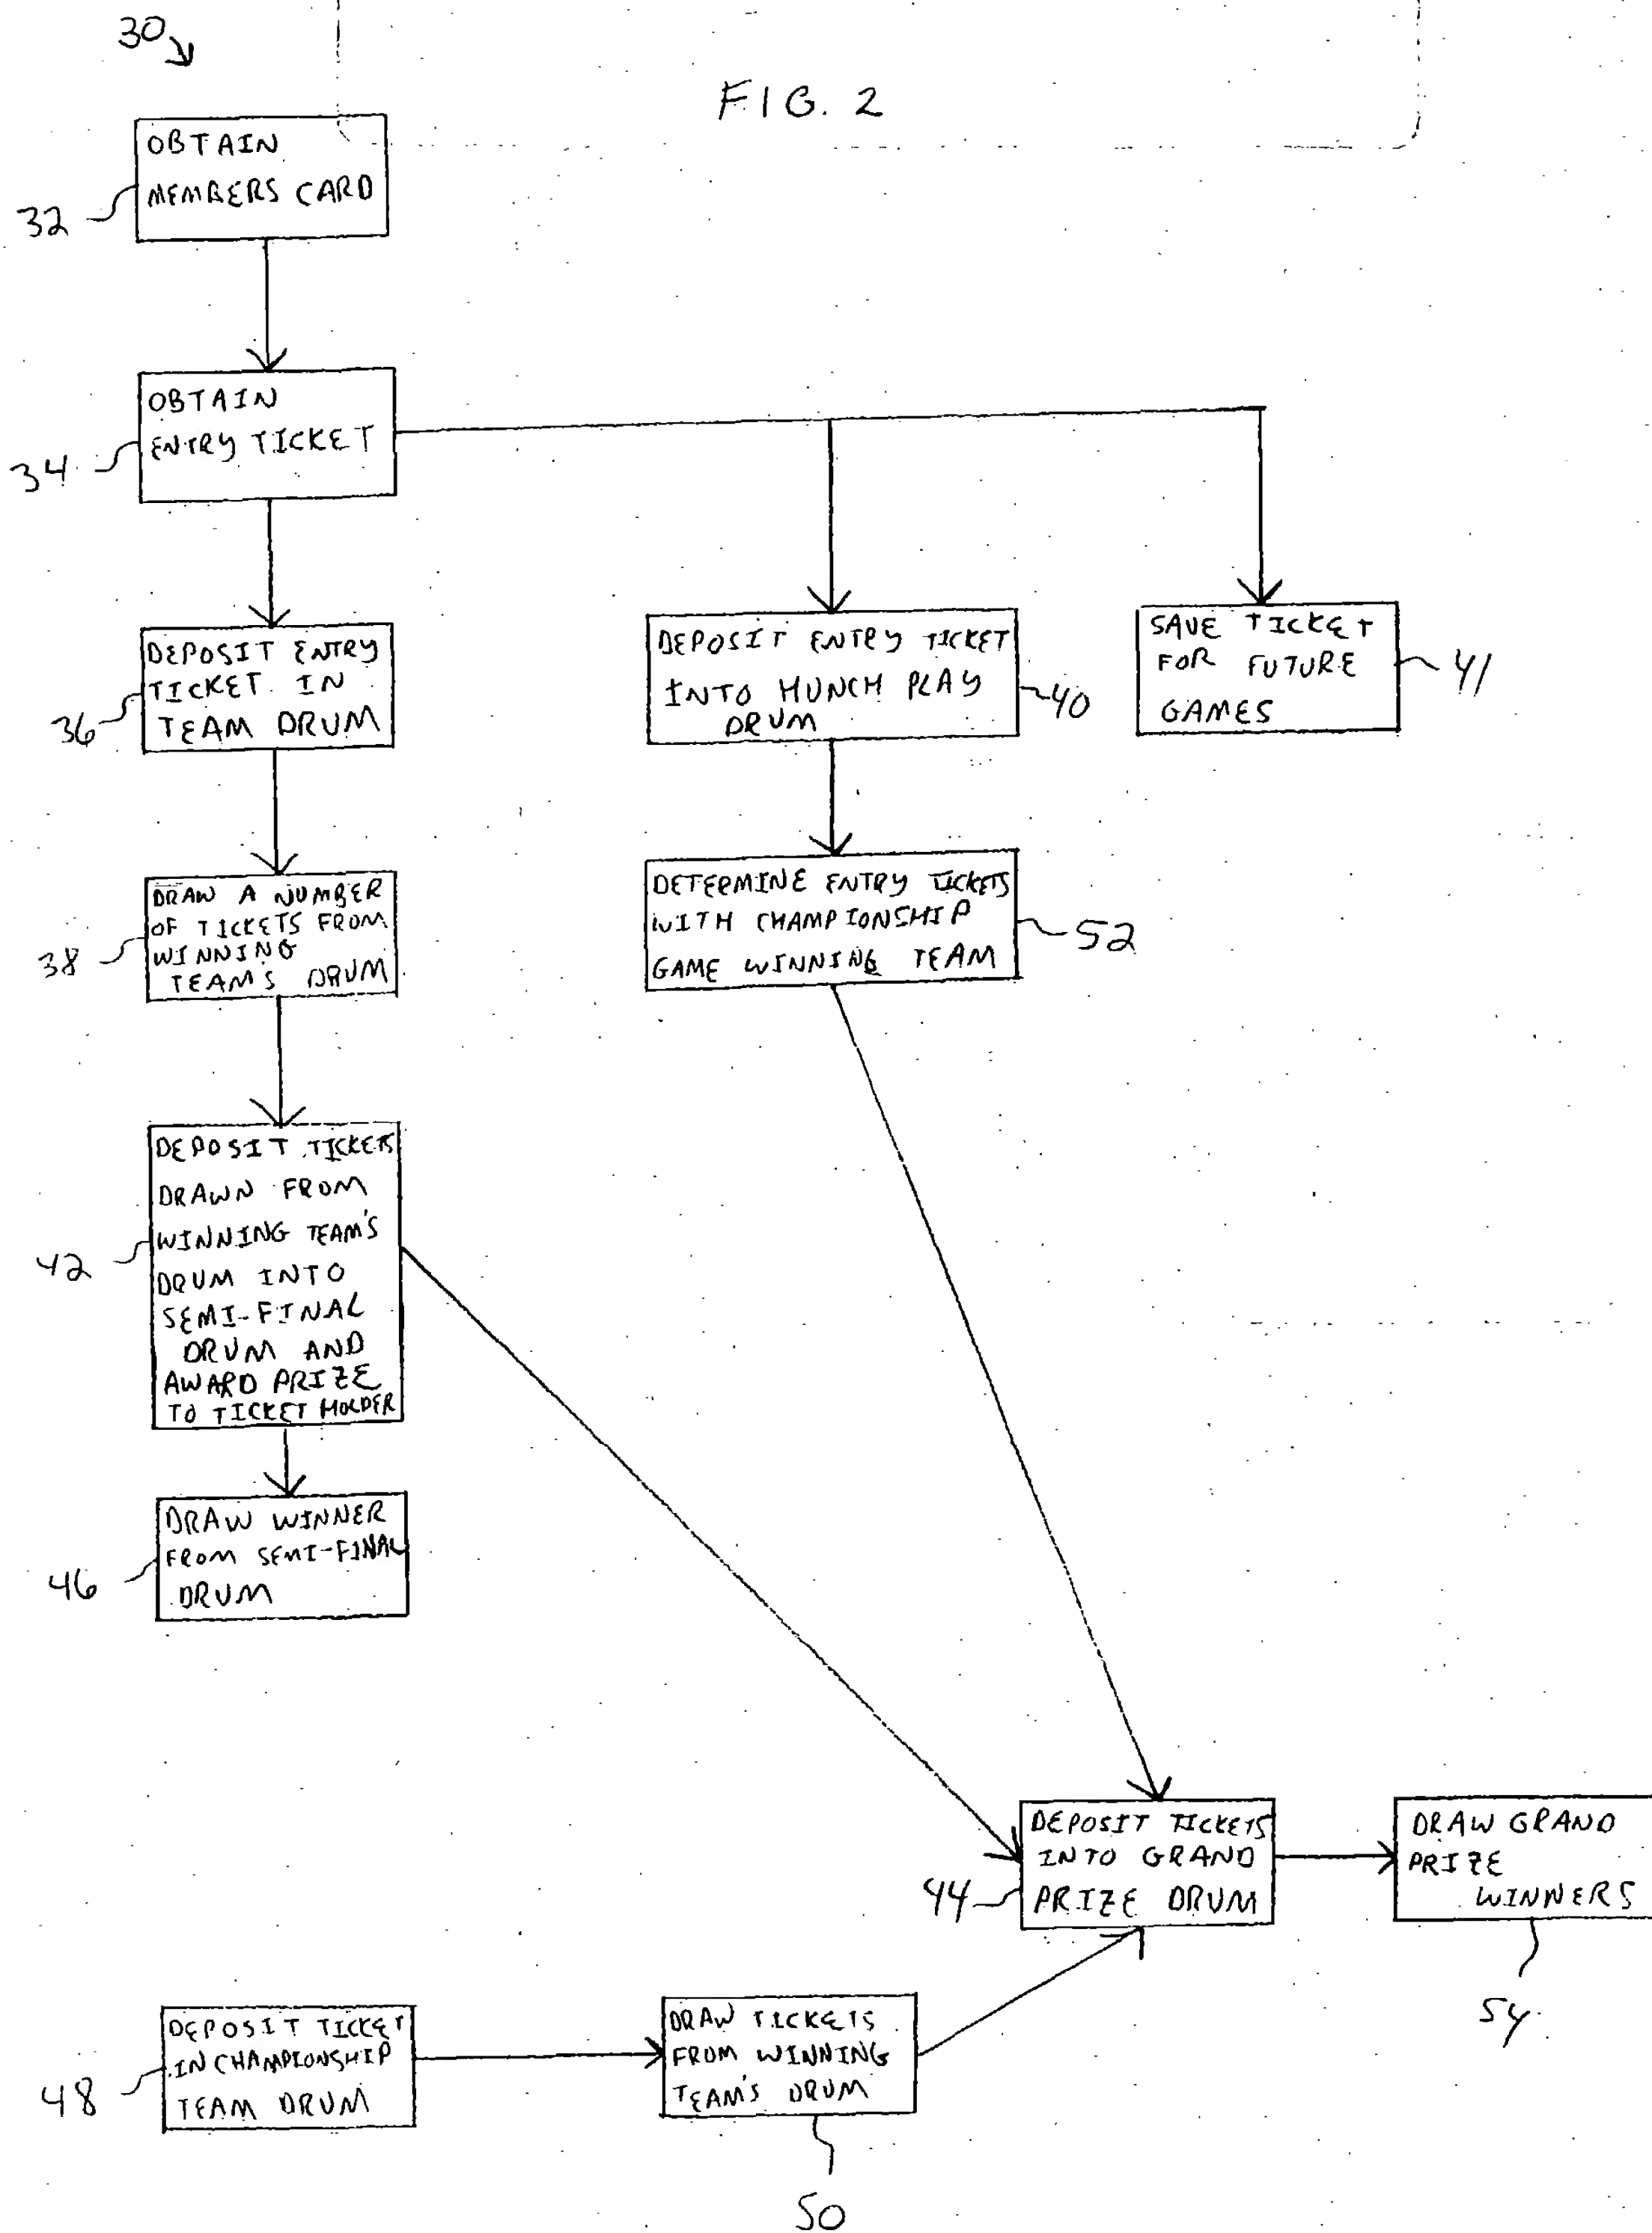 30
FIG. 2
OBTAIN
MEMBERS CARD
32
OBTAIN
ENTRY TICKET
34
DEPOSIT ENTRY
TICKET IN
TEAM DRUM
36
DEPOSIT ENTRY TICKET
INTO HUNCH PLAY
DRUM
40
SAVE TICKET
FOR FUTURE
GAMES
41
DRAW A NUMBER
OF TICKETS FROM
WINNING
TEAM'S DRUM
38
DETERMINE ENTRY TICKETS
WITH CHAMPIONSHIP
GAME WINNING TEAM
52
DEPOSIT TICKETS
DRAWN FROM
WINNING TEAM'S
DRUM INTO
SEMI-FINAL
DRUM AND
AWARD PRIZE
TO TICKET HOLDER
42
DRAW WINNER
FROM SEMI-FINAL
DRUM
46
DEPOSIT TICKETS
INTO GRAND
PRIZE DRUM
44
DRAW GRAND
PRIZE
WINNERS
54
DEPOSIT TICKET
IN CHAMPIONSHIP
TEAM DRUM
48
DRAW TICKETS
FROM WINNING
TEAM'S DRUM
50